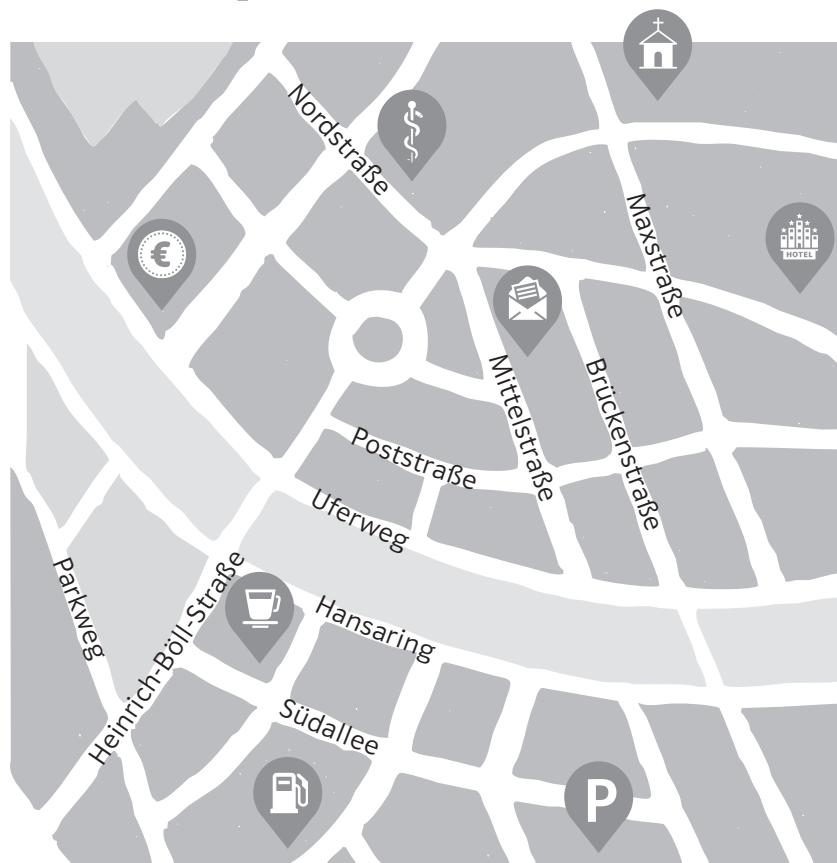 Nordstraße
€
Maxstraße
HOTEL
Mittelstraße
Brückenstraße
Poststraße
Uferweg
Parkweg
Heinrich-Böll-Straße
Hansaring
Südallee
P